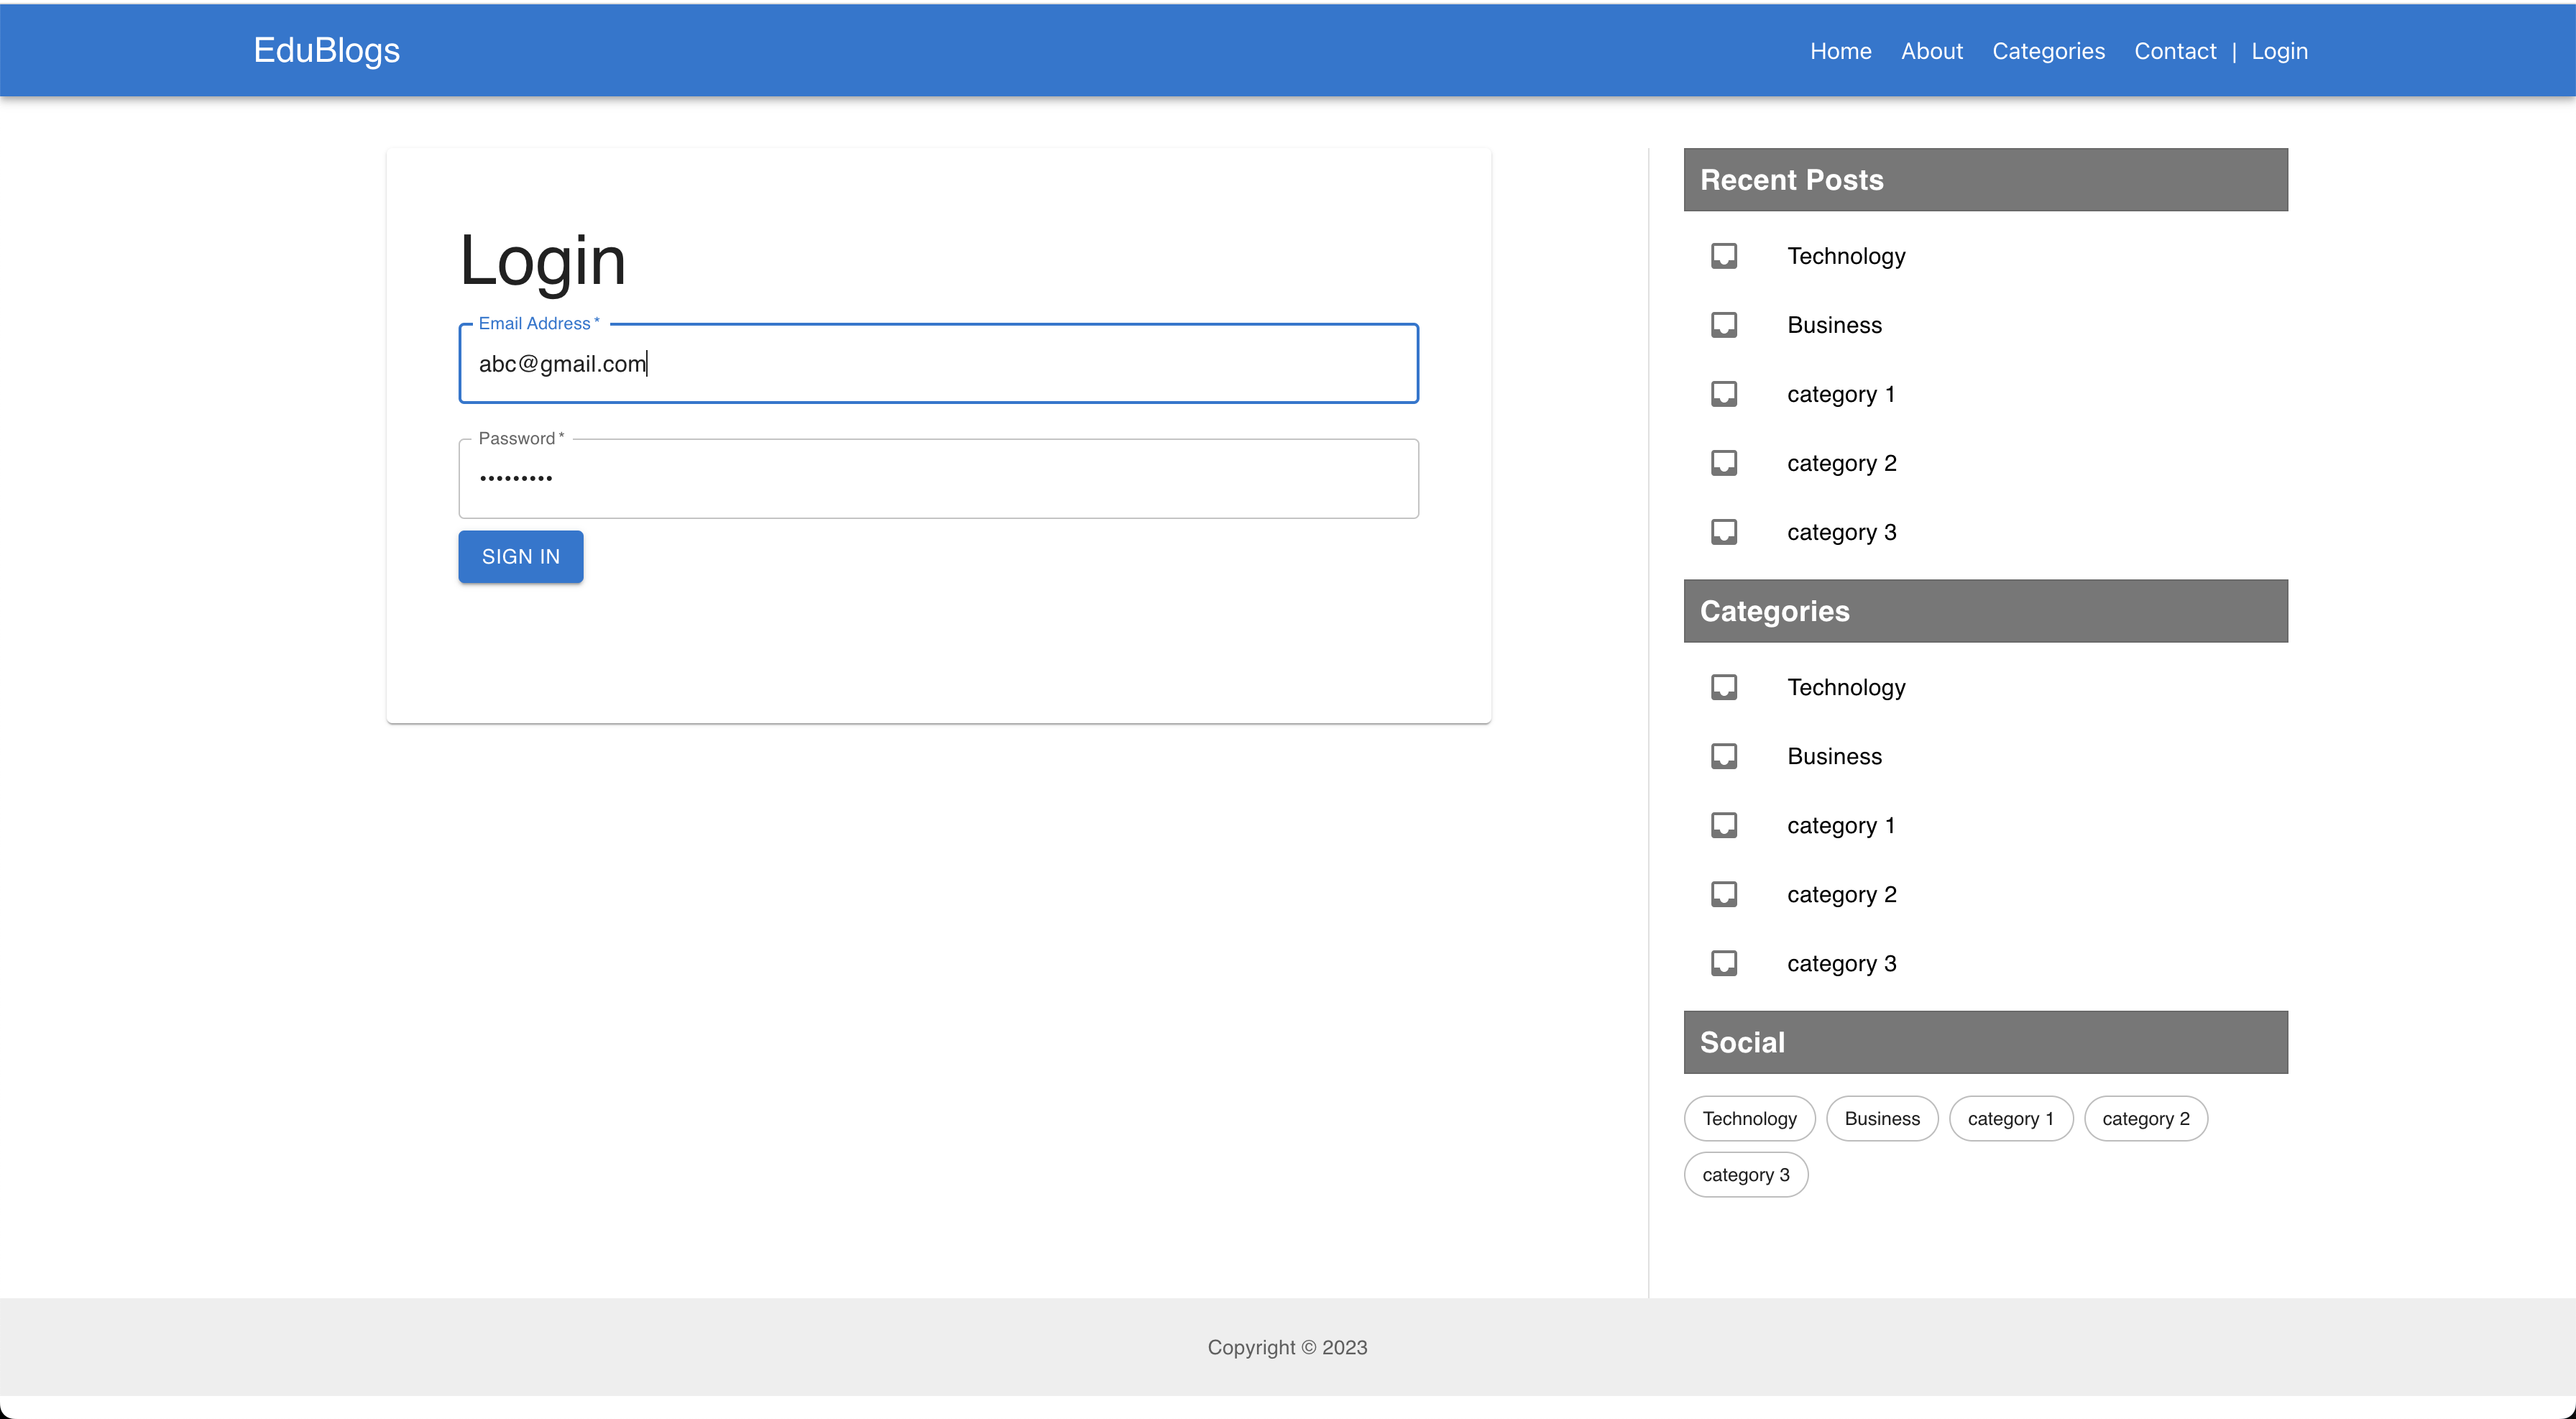 EduBlogs
Home About Categories Contact | Login
Login
Email Address *
abc@gmail.com
Password *
•••••••••
SIGN IN
Recent Posts
Technology
Business
category 1
category 2
category 3
Categories
Technology
Business
category 1
category 2
category 3
Social
Technology Business category 1 category 2
category 3
Copyright © 2023